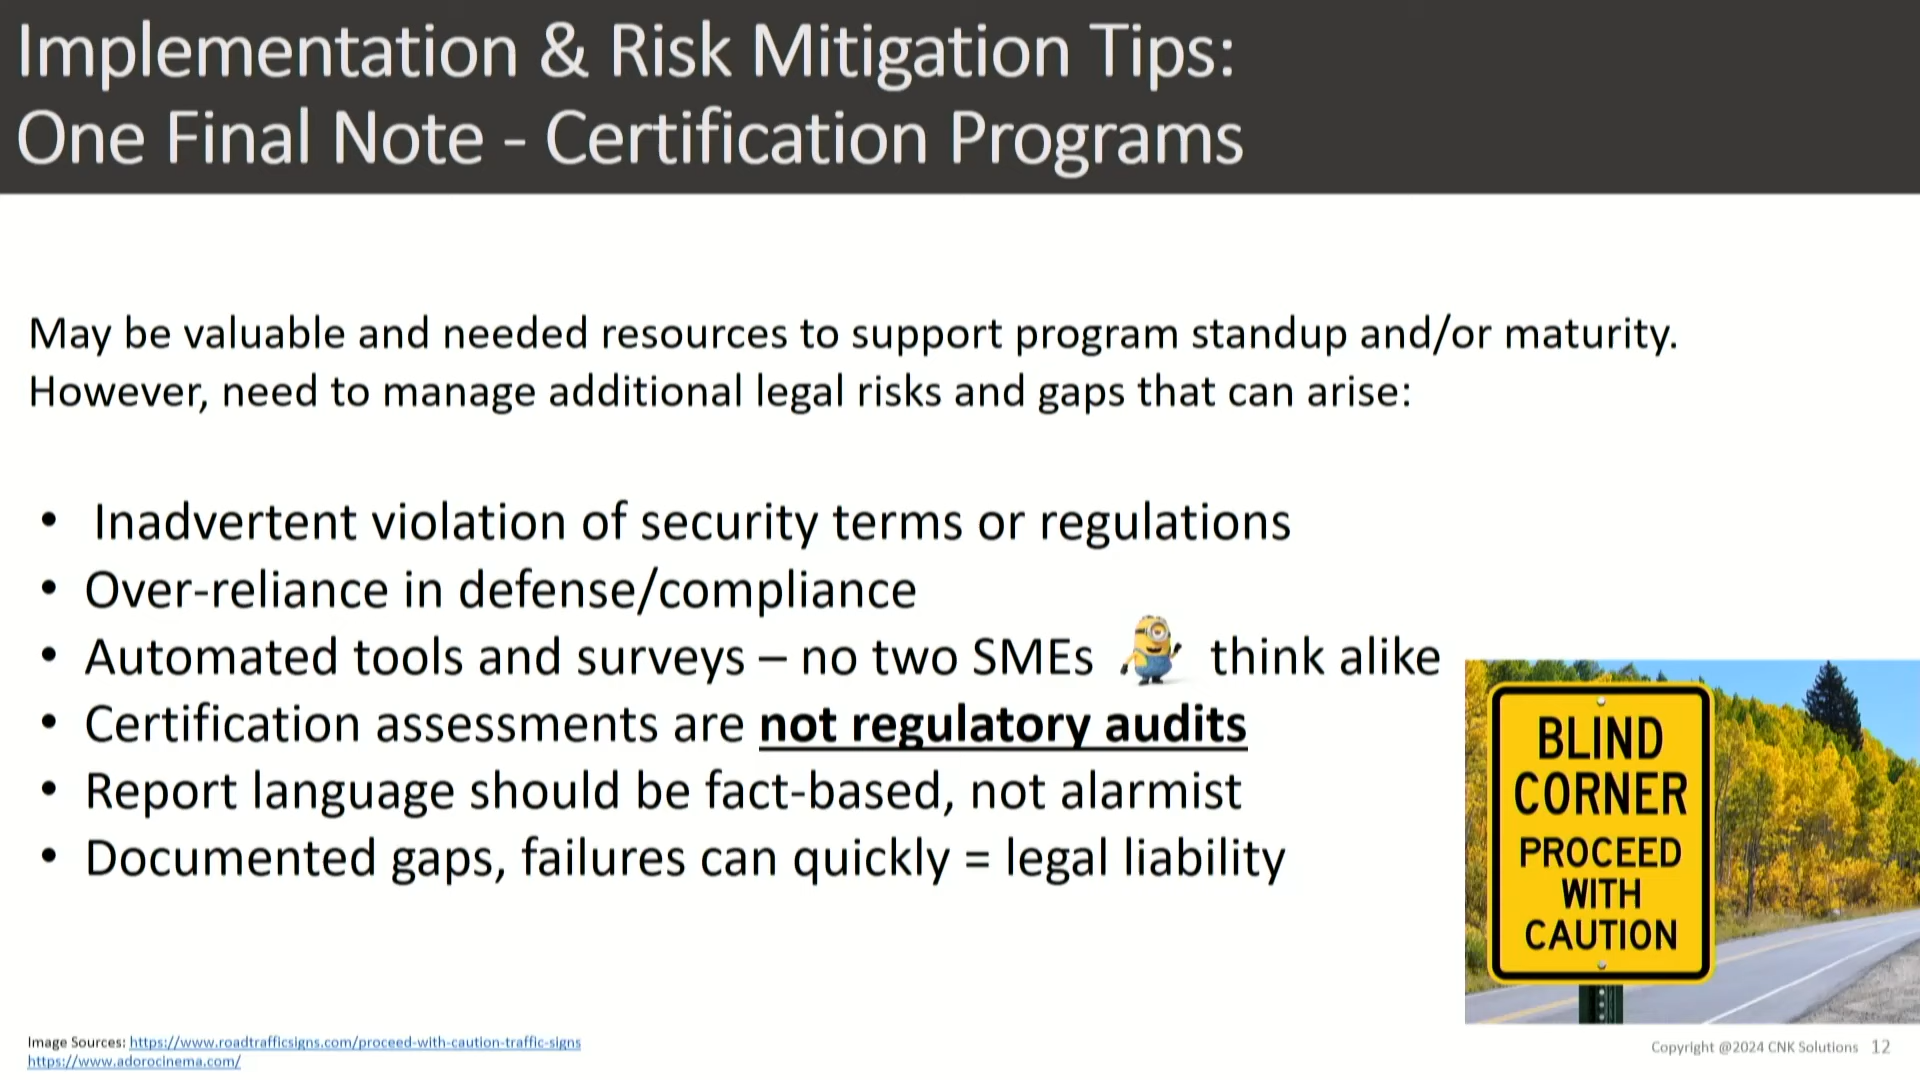 Implementation & Risk Mitigation Tips:
One Final Note - Certification Programs
May be valuable and needed resources to support program standup and/or maturity.
However, need to manage additional legal risks and gaps that can arise:
• Inadvertent violation of security terms or regulations
• Over-reliance in defense/compliance
• Automated tools and surveys – no two SMEs think alike
• Certification assessments are not regulatory audits
• Report language should be fact-based, not alarmist
• Documented gaps, failures can quickly = legal liability
BLIND
CORNER
PROCEED
WITH
CAUTION
Image Sources: https://www.roadtrafficsigns.com/proceed-with-caution-traffic-signs
https://www.adorocinema.com/
Copyright @2024 CNK Solutions 12